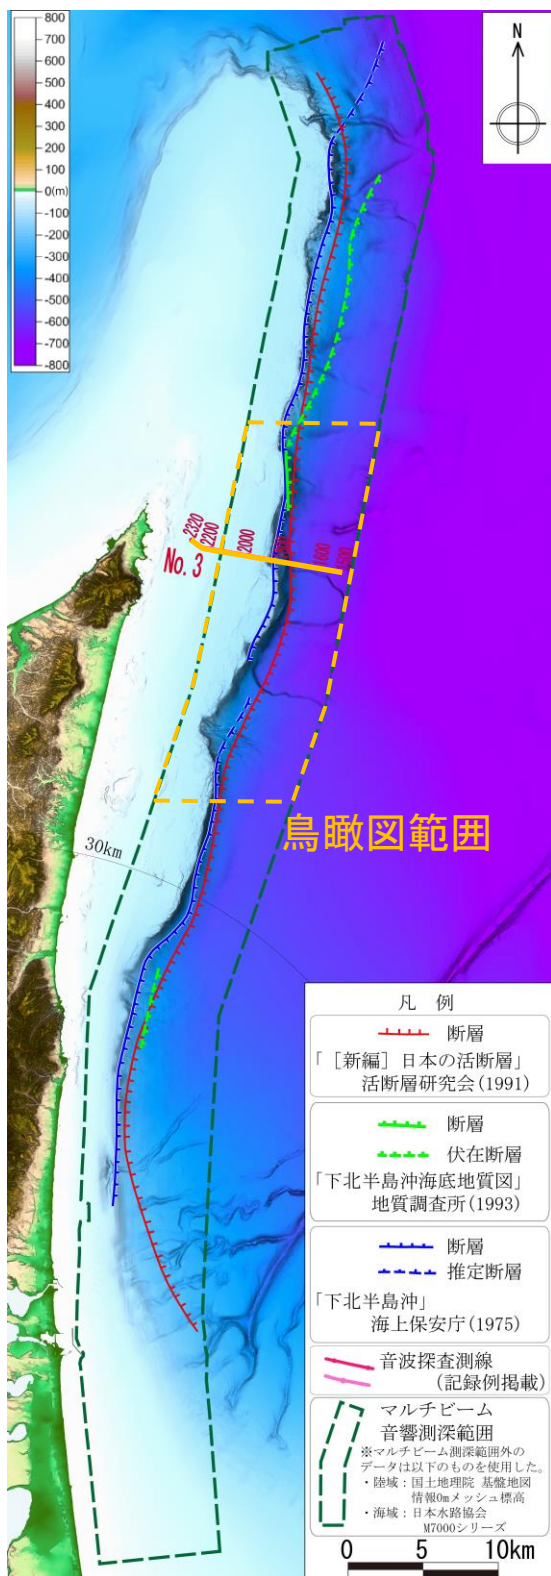 800
700
600
500
400
300
200
100
0(m)
-100
-200
-300
-400
-500
-600
-700
-800
N
2320
2200
2000
600
500
No. 3
鳥瞰図範囲
30km
凡 例
断層
「［新編］日本の活断層」
活断層研究会(1991)
断層
伏在断層
「下北半島沖海底地質図」
地質調査所(1993)
断層
推定断層
「下北半島沖」
海上保安庁(1975)
音波探査測線
(記録例掲載)
マルチビーム
音響測深範囲
※マルチビーム測深範囲外の
データは以下のものを使用した。
・陸域：国土地理院 基盤地図
情報0mメッシュ標高
・海域：日本水路協会
M7000シリーズ
0 5 10km